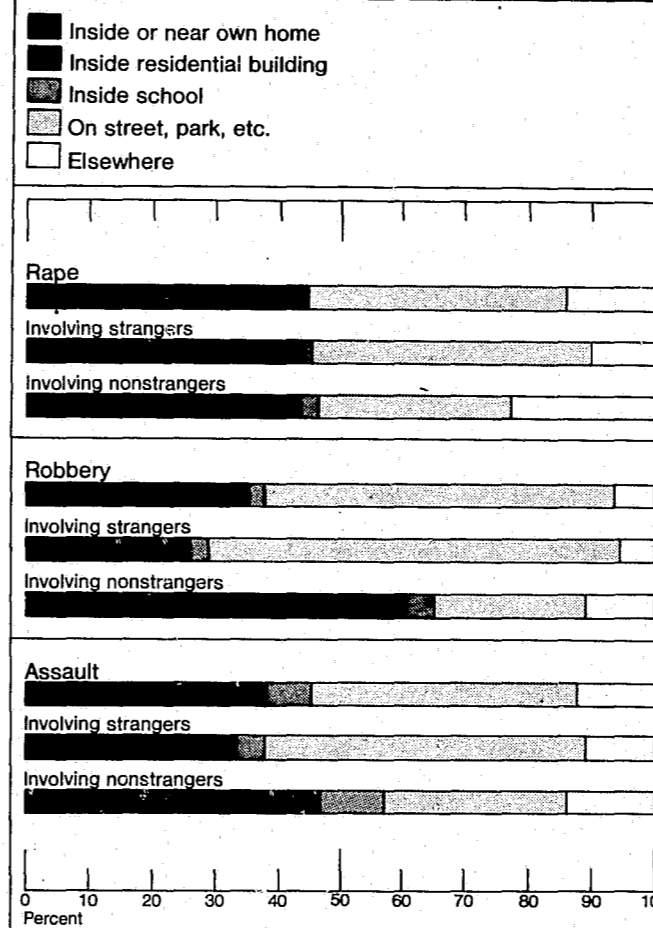 Inside or near own home
Inside residential building
Inside school
On street, park, etc.
Elsewhere
Rape
Involving strangers
Involving nonstrangers
Robbery
Involving strangers
Involving nonstrangers
Assault
Involving strangers
Involving nonstrangers
0 10 20 30 40 50 60 70 80 90 10
Percent